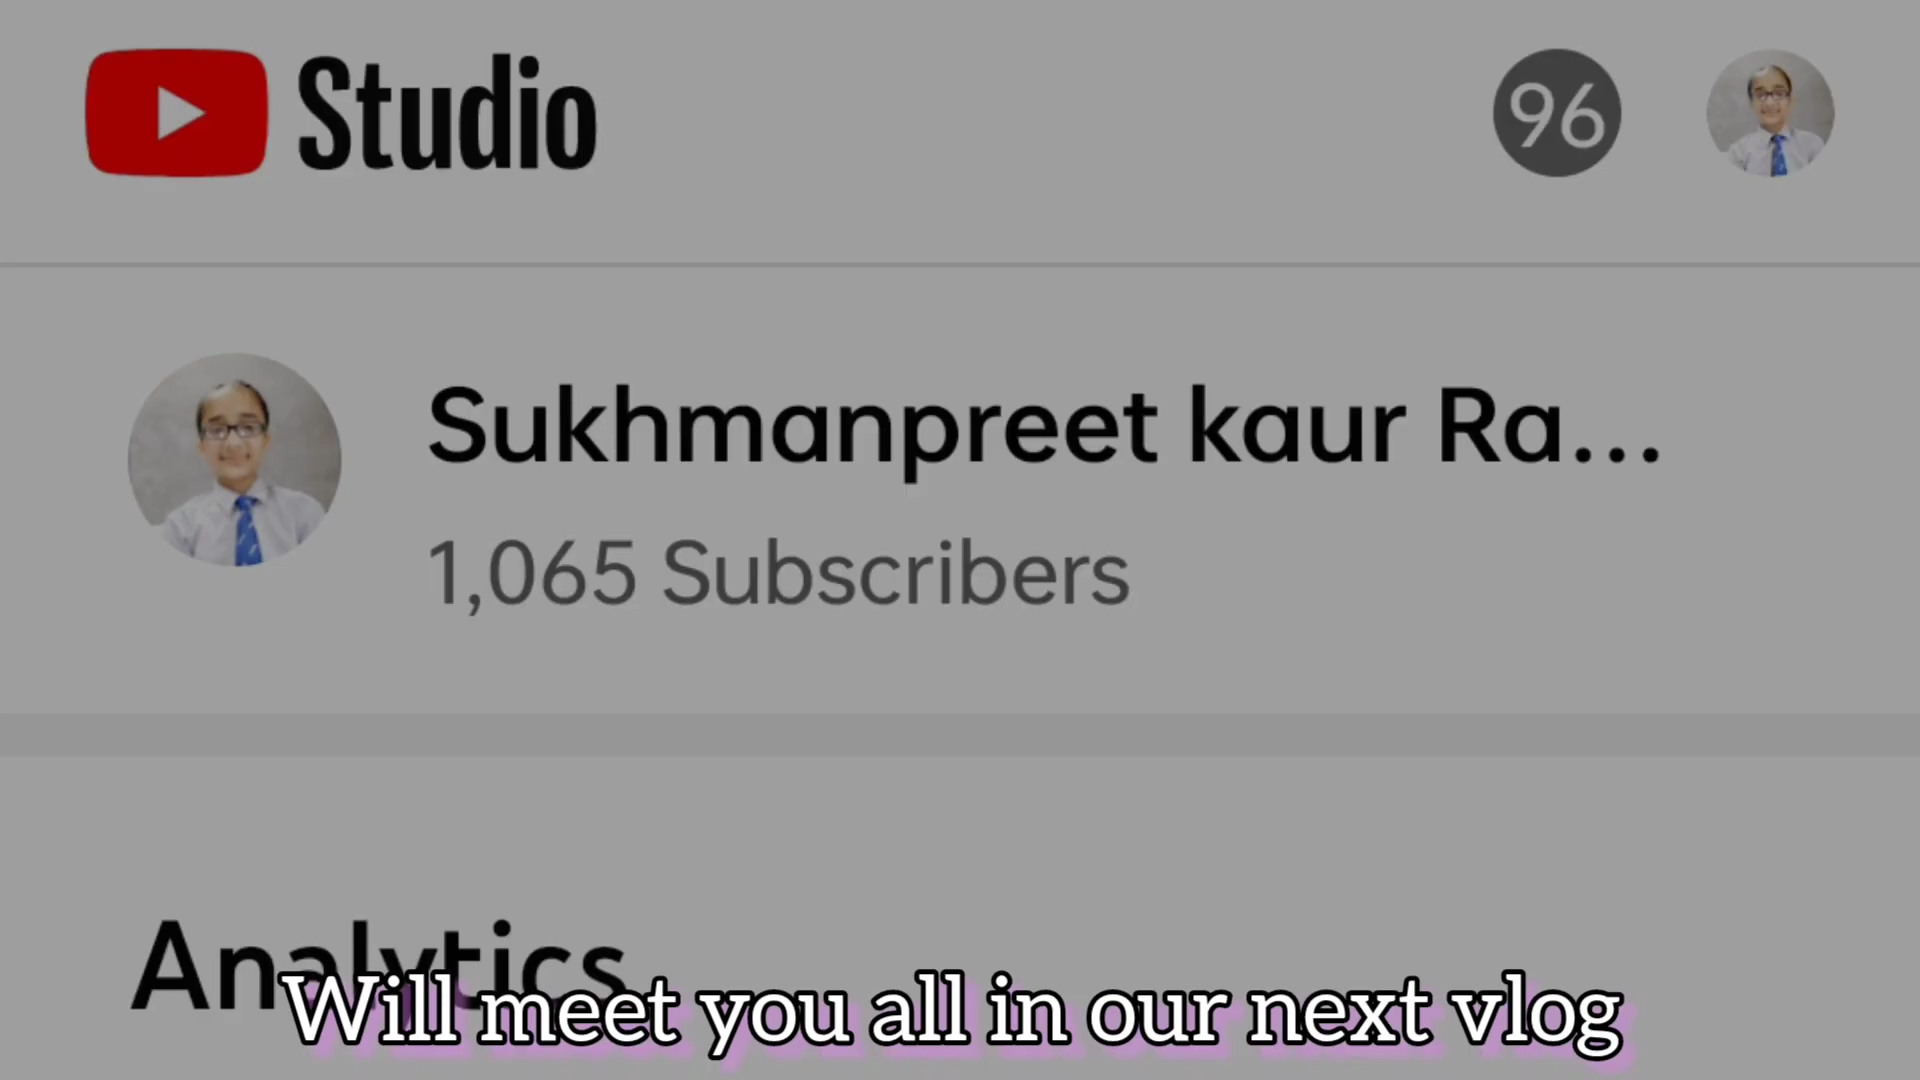 Studio
96
Sukhmanpreet kaur Ra...
1,065 Subscribers
Analytics
Will meet you all in our next vlog